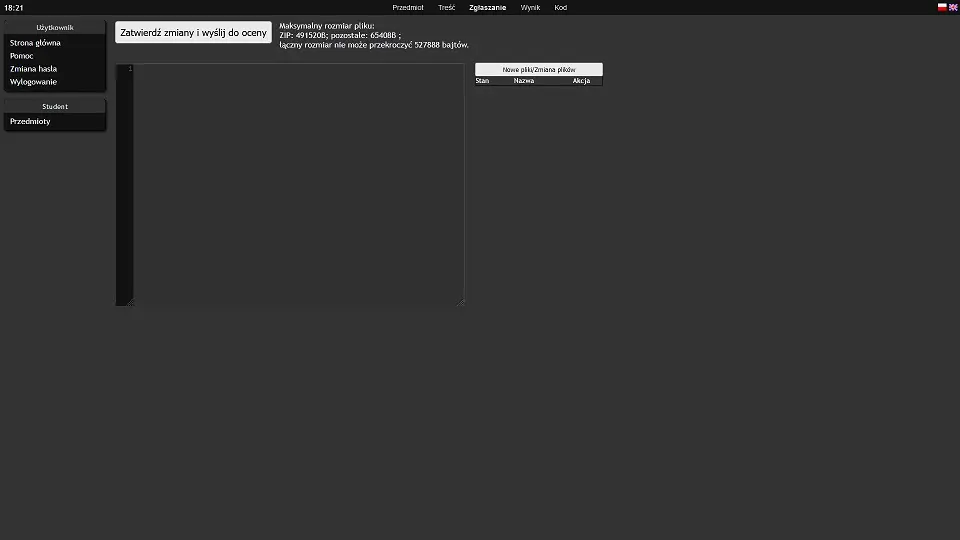 18:21
Przedmiot Treść Zgłaszanie Wynik Kod
Użytkownik
Strona główna
Pomoc
Zmiana hasła
Wylogowanie
Student
Przedmioty
Zatwierdź zmiany i wyślij do oceny
Maksymalny rozmiar pliku:
ZIP: 491520B; pozostałe: 65408B ;
łączny rozmiar nie może przekroczyć 527888 bajtów.
1
Nowe pliki/Zmiana plików
Stan Nazwa Akcja